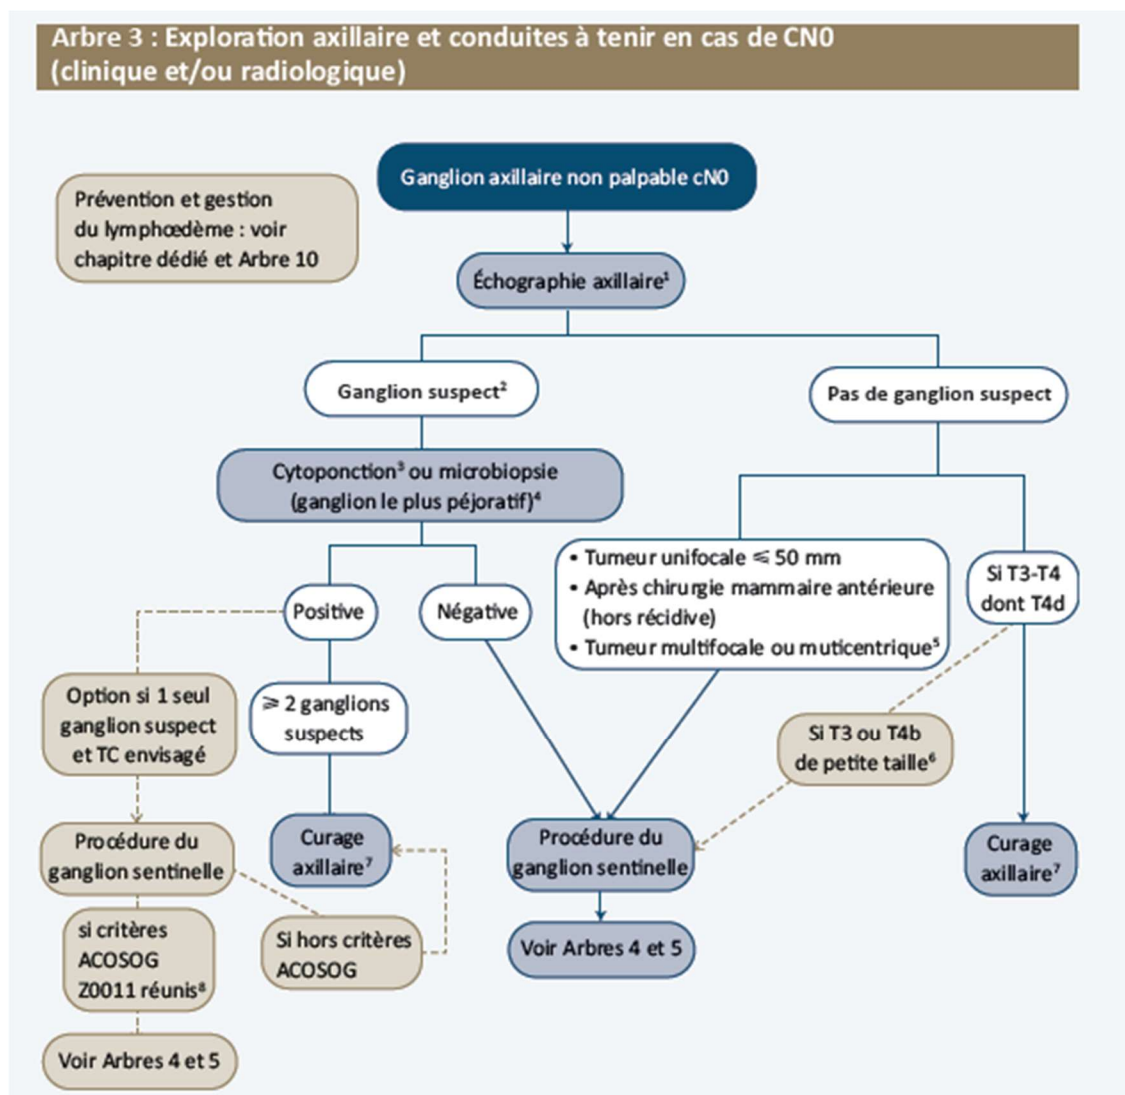 Arbre 3 : Exploration axillaire et conduites à tenir en cas de CN0
(clinique et/ou radiologique)
Ganglion axillaire non palpable cN0
Prévention et gestion
du lymphœdème : voir
chapitre dédié et Arbre 10
Échographie axillaire¹
Ganglion suspect²
Pas de ganglion suspect
Cytoponction³ ou microbiopsie
(ganglion le plus péjoratif)⁴
• Tumeur unifocale ⩽ 50 mm
• Après chirurgie mammaire antérieure
(hors récidive)
• Tumeur multifocale ou muticentrique⁵
Si T3-T4
dont T4d
Positive
Négative
Option si 1 seul
ganglion suspect
et TC envisagé
⩾ 2 ganglions
suspects
Si T3 ou T4b
de petite taille⁶
Procédure du
ganglion sentinelle
Curage
axillaire⁷
Procédure du
ganglion sentinelle
Curage
axillaire⁷
si critères
ACOSOG
Z0011 réunis⁸
Si hors critères
ACOSOG
Voir Arbres 4 et 5
Voir Arbres 4 et 5